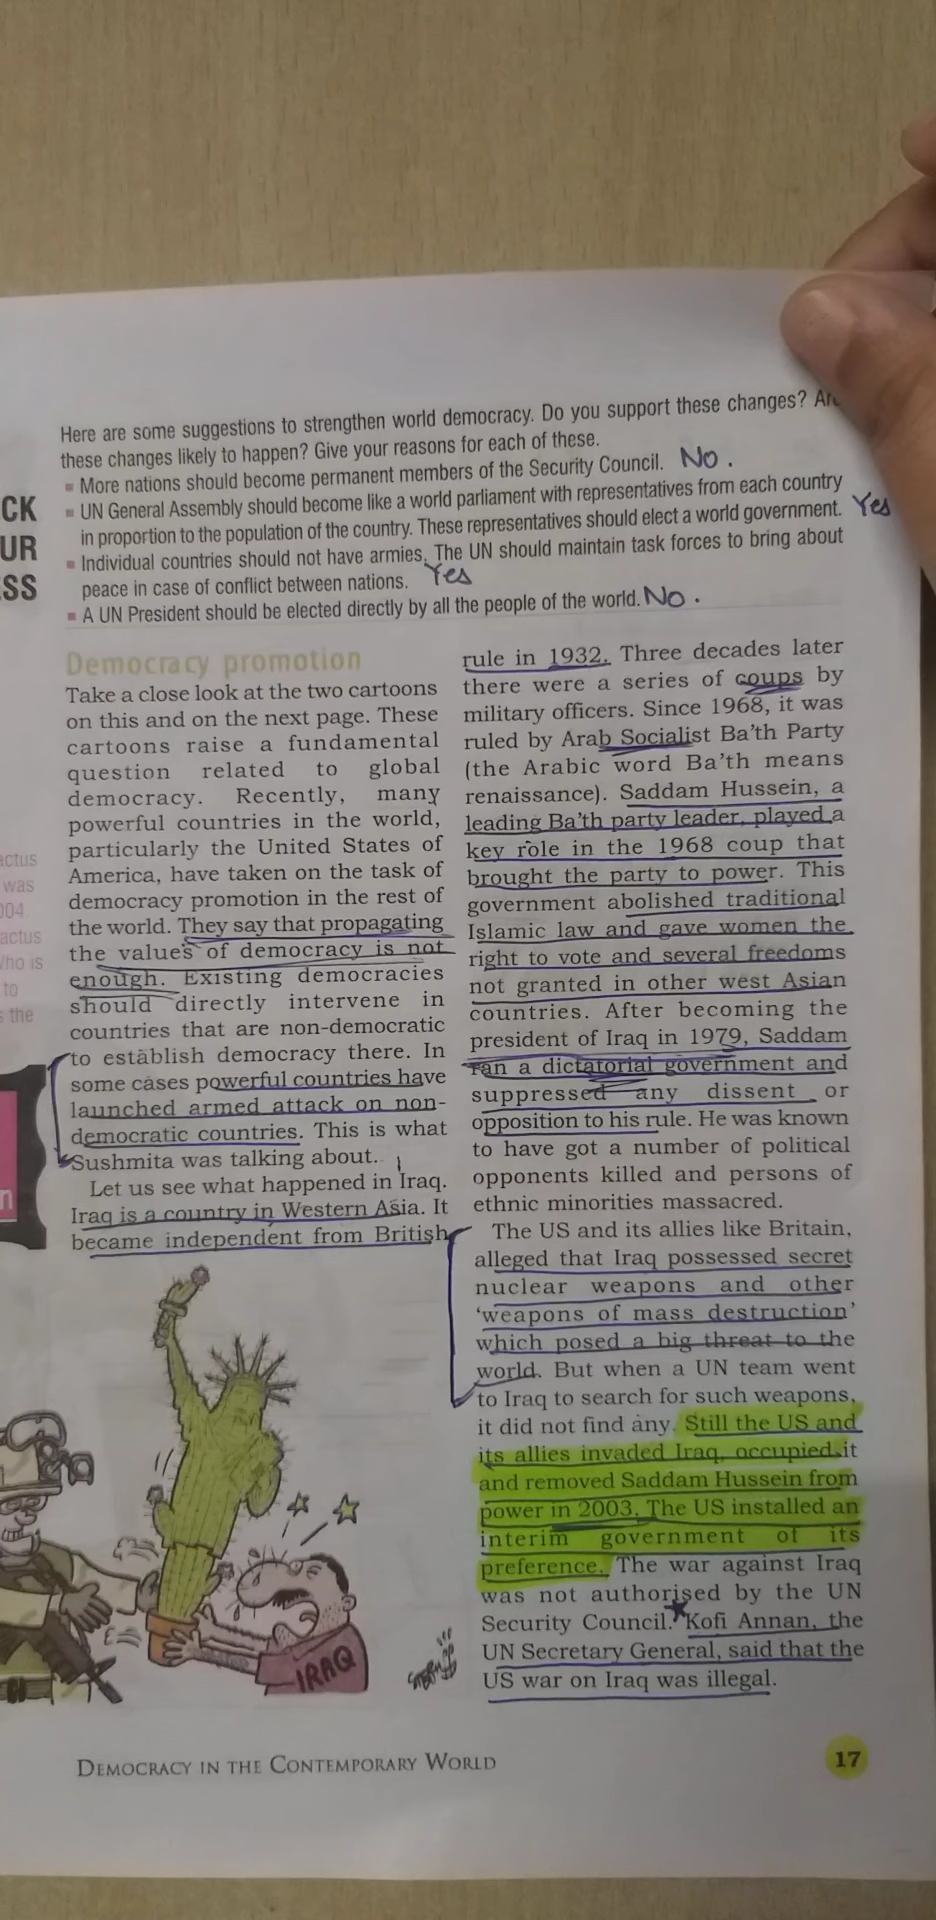 Here are some suggestions to strengthen world democracy. Do you support these changes? Are
these changes likely to happen? Give your reasons for each of these.
▪ More nations should become permanent members of the Security Council. No.
▪ UN General Assembly should become like a world parliament with representatives from each country
in proportion to the population of the country. These representatives should elect a world government. Yes
▪ Individual countries should not have armies. The UN should maintain task forces to bring about
peace in case of conflict between nations. Yes
▪ A UN President should be elected directly by all the people of the world. No.
CK
UR
SS
Democracy promotion
Take a close look at the two cartoons
on this and on the next page. These
cartoons raise a fundamental
question related to global
democracy. Recently, many
powerful countries in the world,
particularly the United States of
America, have taken on the task of
democracy promotion in the rest of
the world. They say that propagating
the values of democracy is not
enough. Existing democracies
should directly intervene in
countries that are non-democratic
to establish democracy there. In
some cases powerful countries have
launched armed attack on non-
democratic countries. This is what
Sushmita was talking about.
Let us see what happened in Iraq.
Iraq is a country in Western Asia. It
became independent from British
rule in 1932. Three decades later
there were a series of coups by
military officers. Since 1968, it was
ruled by Arab Socialist Ba'th Party
(the Arabic word Ba'th means
renaissance). Saddam Hussein, a
leading Ba'th party leader, played a
key role in the 1968 coup that
brought the party to power. This
government abolished traditional
Islamic law and gave women the
right to vote and several freedoms
not granted in other west Asian
countries. After becoming the
president of Iraq in 1979, Saddam
ran a dictatorial government and
suppressed any dissent or
opposition to his rule. He was known
to have got a number of political
opponents killed and persons of
ethnic minorities massacred.
The US and its allies like Britain,
alleged that Iraq possessed secret
nuclear weapons and other
‘weapons of mass destruction’
which posed a big threat to the
world. But when a UN team went
to Iraq to search for such weapons,
it did not find any. Still the US and
its allies invaded Iraq, occupied it
and removed Saddam Hussein from
power in 2003. The US installed an
interim government of its
preference. The war against Iraq
was not authorised by the UN
Security Council. Kofi Annan, the
UN Secretary General, said that the
US war on Iraq was illegal.
actus
was
004
actus
Who is
to
s the
n
IRAQ
DEMOCRACY IN THE CONTEMPORARY WORLD
17